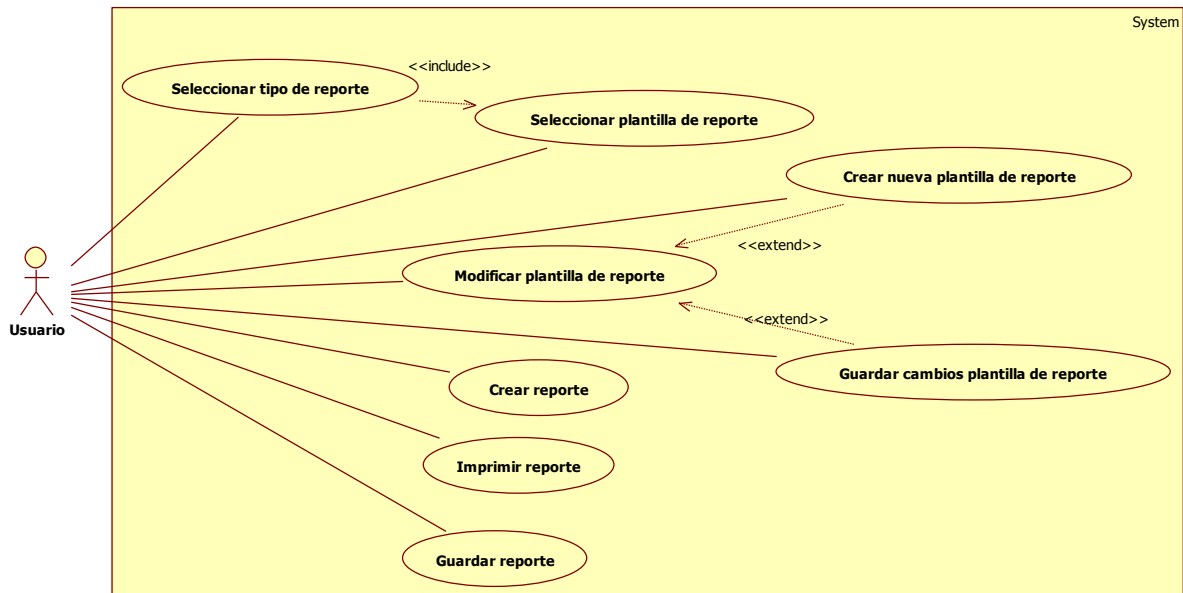 System
<<include>>
Seleccionar tipo de reporte
Seleccionar plantilla de reporte
Crear nueva plantilla de reporte
<<extend>>
Modificar plantilla de reporte
<<extend>>
Usuario
Guardar cambios plantilla de reporte
Crear reporte
Imprimir reporte
Guardar reporte